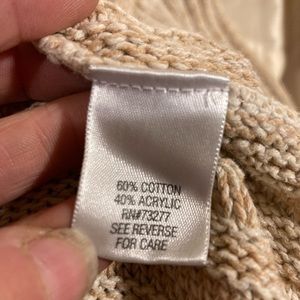 60% COTTON
40% ACRYLIC
RN#73277
SEE REVERSE
FOR CARE